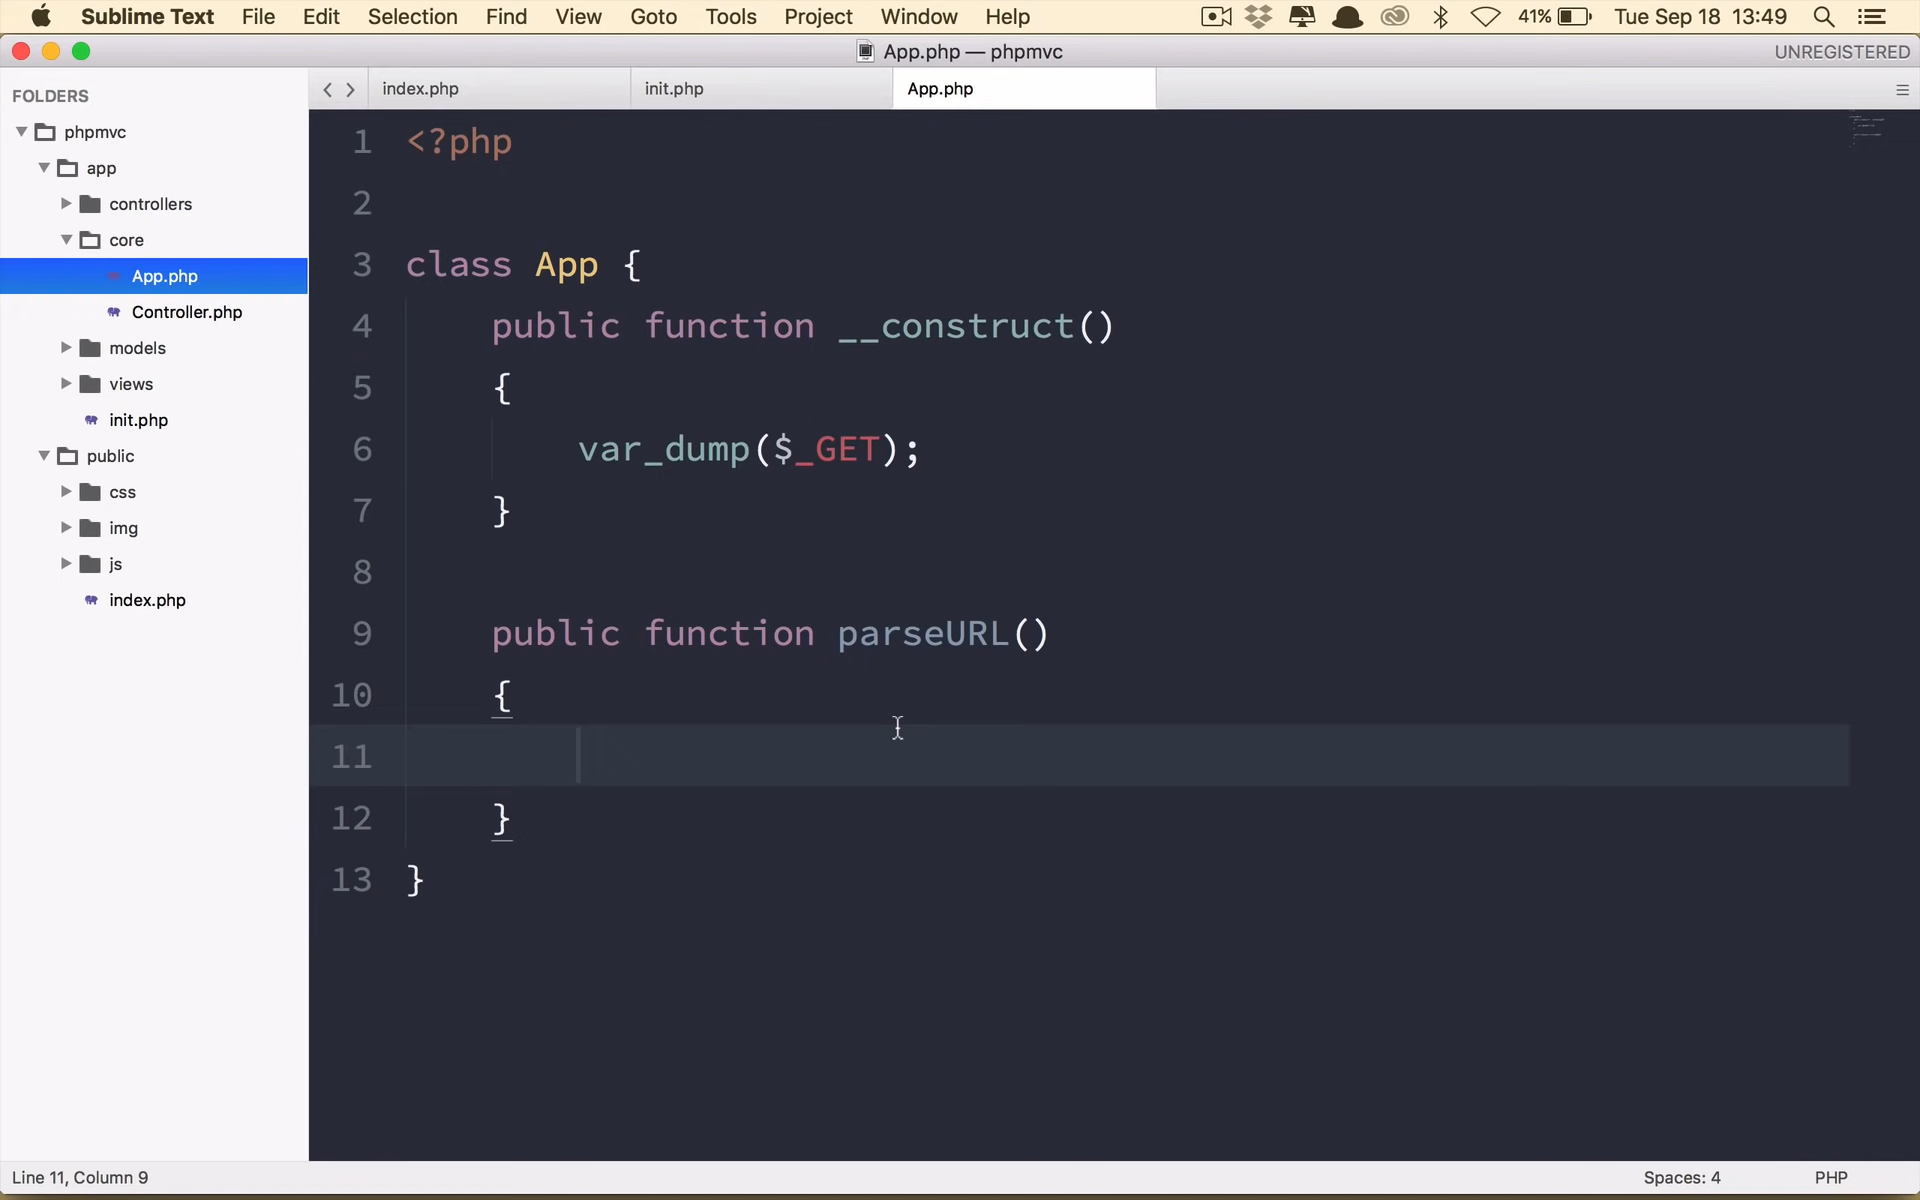 Sublime Text File Edit Selection Find View Goto Tools Project Window Help 41% Tue Sep 18 13:49
App.php — phpmvc UNREGISTERED
FOLDERS
phpmvc
app
controllers
core
App.php
Controller.php
models
views
init.php
public
css
img
js
index.php
index.php init.php App.php
1 <?php
2
3 class App {
4 public function __construct()
5 {
6 var_dump($_GET);
7 }
8
9 public function parseURL()
10 {
11
12 }
13 }
Line 11, Column 9 Spaces: 4 PHP